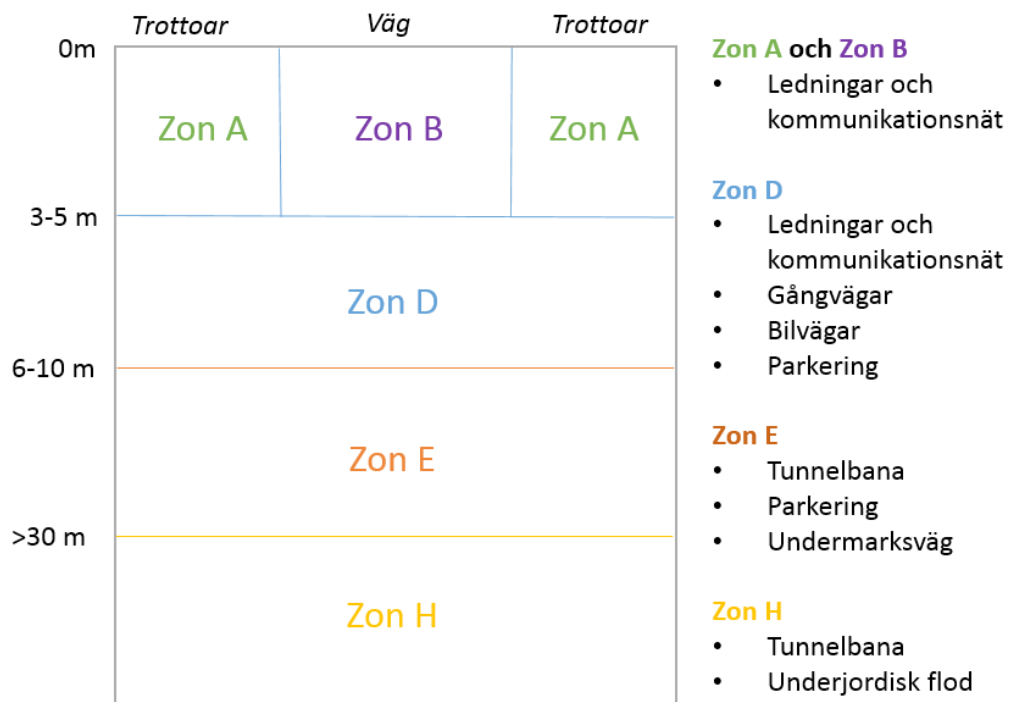 Trottoar Väg Trottoar
0m
Zon A Zon B Zon A
3-5 m
Zon D
6-10 m
Zon E
>30 m
Zon H
Zon A och Zon B
• Ledningar och
kommunikationsnät
Zon D
• Ledningar och
kommunikationsnät
• Gångvägar
• Bilvägar
• Parkering
Zon E
• Tunnelbana
• Parkering
• Undermarksväg
Zon H
• Tunnelbana
• Underjordisk flod